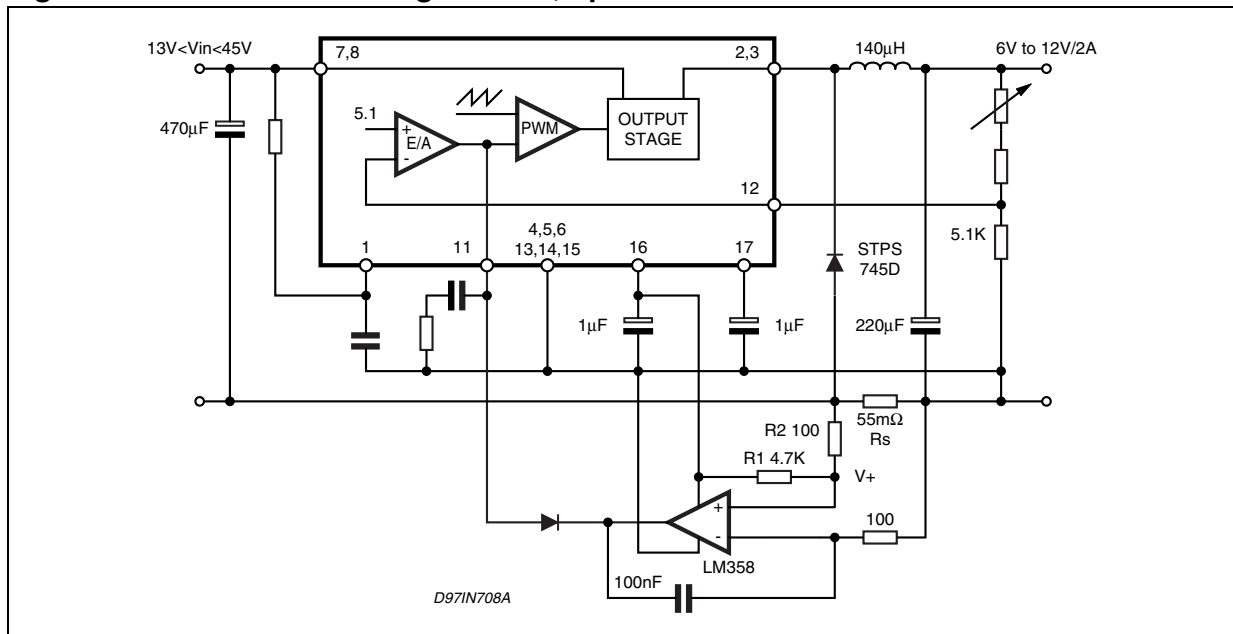 13V<Vin<45V
7,8
2,3
140µH
6V to 12V/2A
470µF
5.1
+
E/A
-
PWM
OUTPUT
STAGE
12
5.1K
1
11
4,5,6
13,14,15
16
17
STPS
745D
1µF
1µF
220µF
55mΩ
Rs
R2 100
R1 4.7K
V+
+
-
100
LM358
100nF
D97IN708A